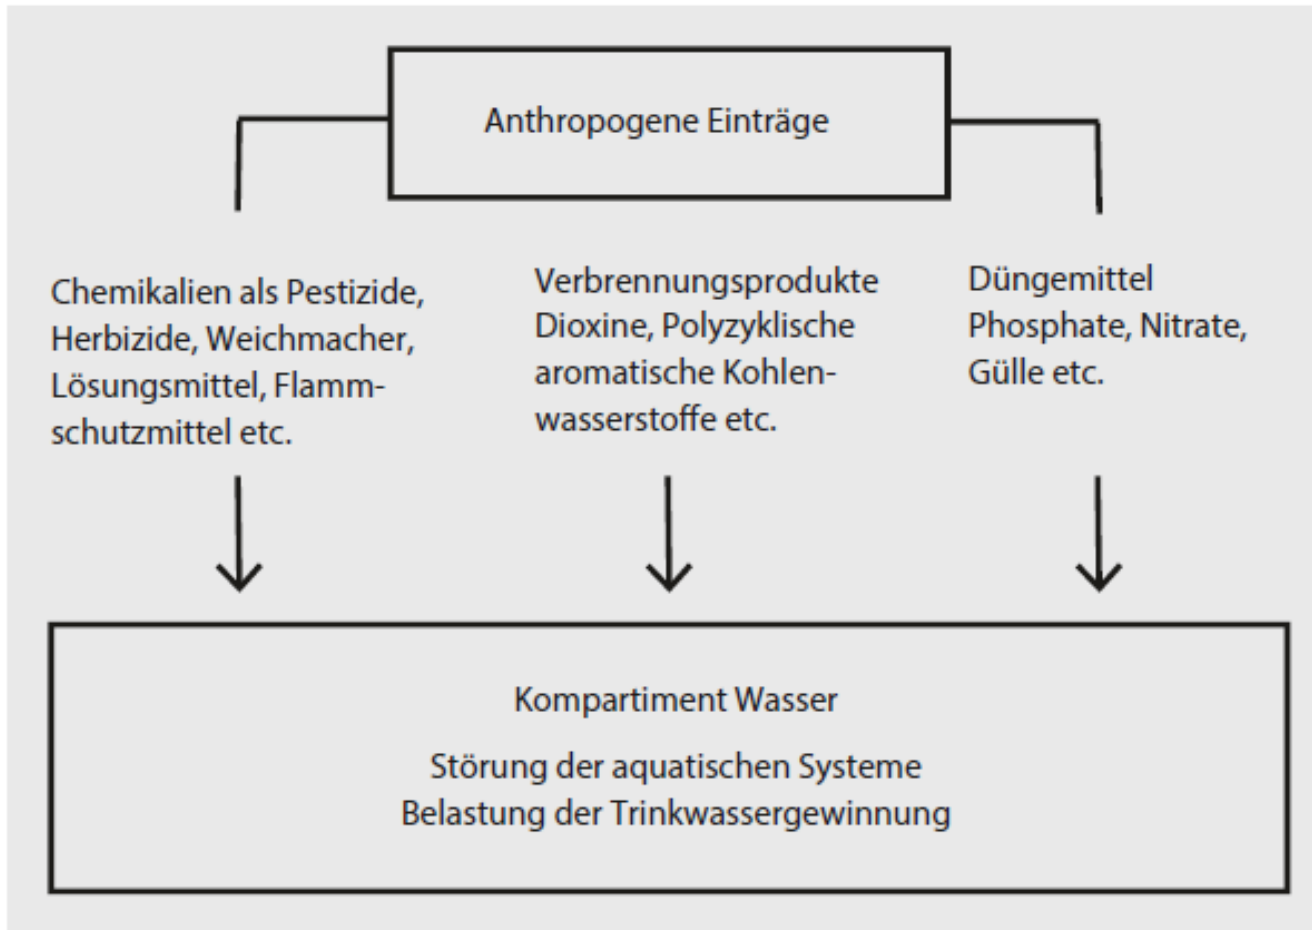 Anthropogene Einträge
Chemikalien als Pestizide,
Herbizide, Weichmacher,
Lösungsmittel, Flamm-
schutzmittel etc.
Verbrennungsprodukte
Dioxine, Polyzyklische
aromatische Kohlen-
wasserstoffe etc.
Düngemittel
Phosphate, Nitrate,
Gülle etc.
Kompartiment Wasser
Störung der aquatischen Systeme
Belastung der Trinkwassergewinnung